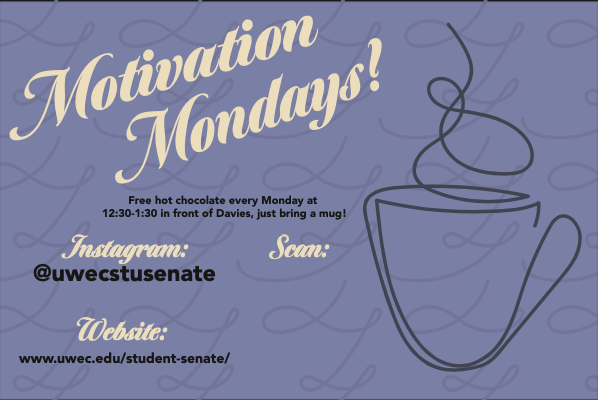 Motivation
Mondays!
Free hot chocolate every Monday at
12:30-1:30 in front of Davies, just bring a mug!
Instagram:
Scan:
@uwecstusenate
Website:
www.uwec.edu/student-senate/